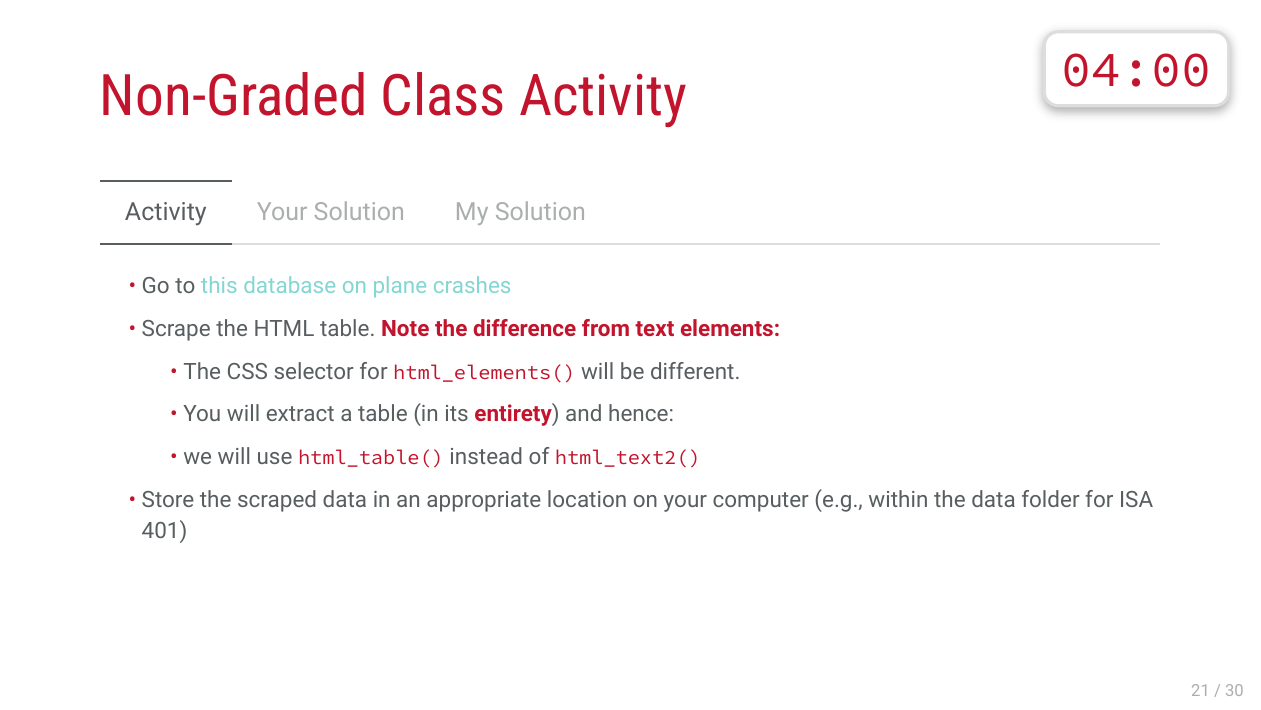 04:00
Non-Graded Class Activity
Activity Your Solution My Solution
• Go to this database on plane crashes
• Scrape the HTML table. Note the difference from text elements:
• The CSS selector for html_elements() will be different.
• You will extract a table (in its entirety) and hence:
• we will use html_table() instead of html_text2()
• Store the scraped data in an appropriate location on your computer (e.g., within the data folder for ISA
401)
21 / 30